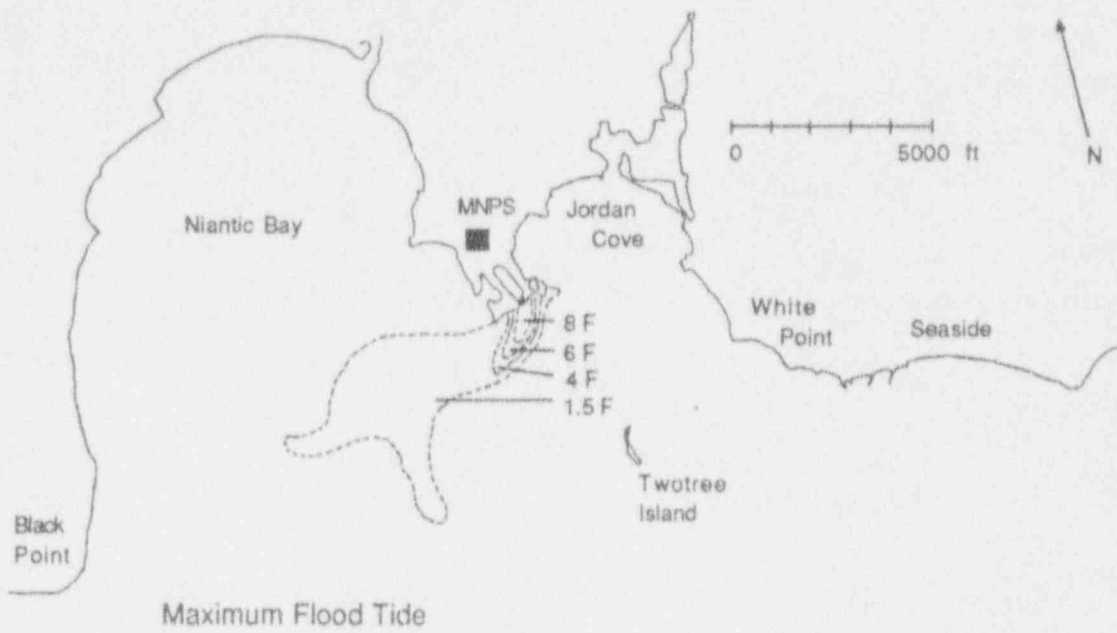 0
5000 ft
N
MNPS
Jordan
Cove
Niantic Bay
White
Point
Seaside
8 F
6 F
4 F
1.5 F
Twotree
Island
Black
Point
Maximum Flood Tide